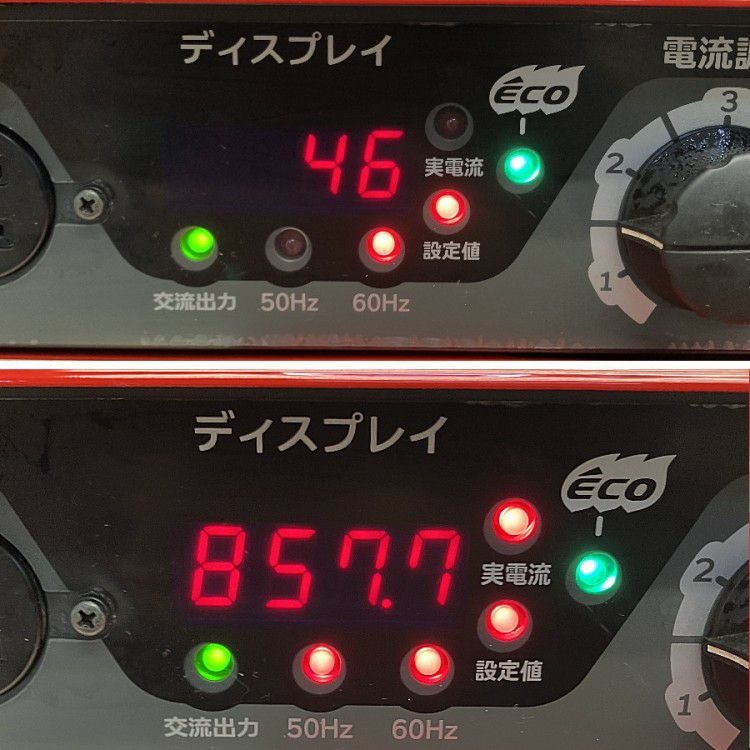 ディスプレイ
電流調
êco
46
実電流
3
2
設定値
1
交流出力 50Hz 60Hz
ディスプレイ
êco
857.7
実電流
2
設定値
1
交流出力 50Hz 60Hz